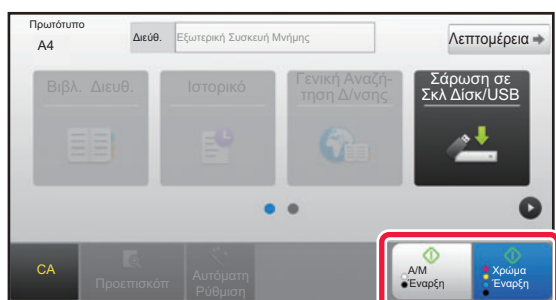 Πρωτότυπο
A4
Διεύθ.
Εξωτερική Συσκευή Μνήμης
Λεπτομέρεια
Βιβλ. Διευθ.
Ιστορικό
Γενική Αναζή-
τηση Δ/νσης
Σάρωση σε
Σκλ Δίσκ/USB
CA
Προεπισκόπ
Αυτόματη
Ρύθμιση
Α/Μ
Έναρξη
Χρώμα
Έναρξη